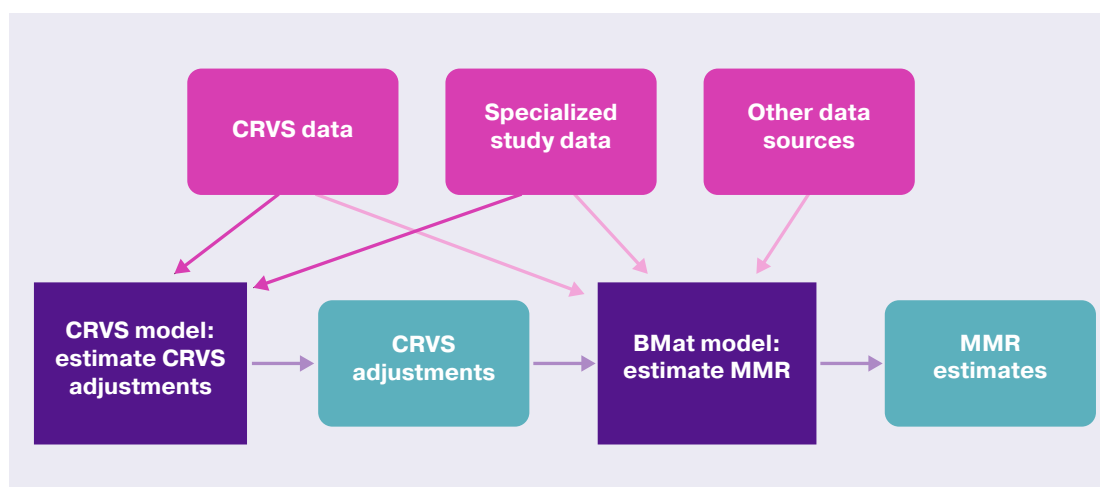 CRVS data
Specialized
study data
Other data
sources
CRVS model:
estimate CRVS
adjustments
CRVS
adjustments
BMat model:
estimate MMR
MMR
estimates